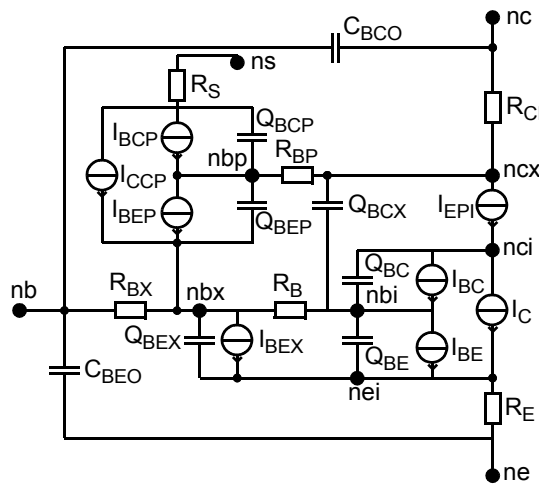 nc
C_BCO
ns
R_S
R_C
Q_BCP
I_BCP
nbp
R_BP
ncx
I_CCP
I_EPI
Q_BCX
I_BEP
Q_BEP
nci
Q_BC
I_BC
R_BX
nbx
R_B
nbi
nb
I_C
Q_BEX
I_BEX
Q_BE
I_BE
C_BEO
nei
R_E
ne